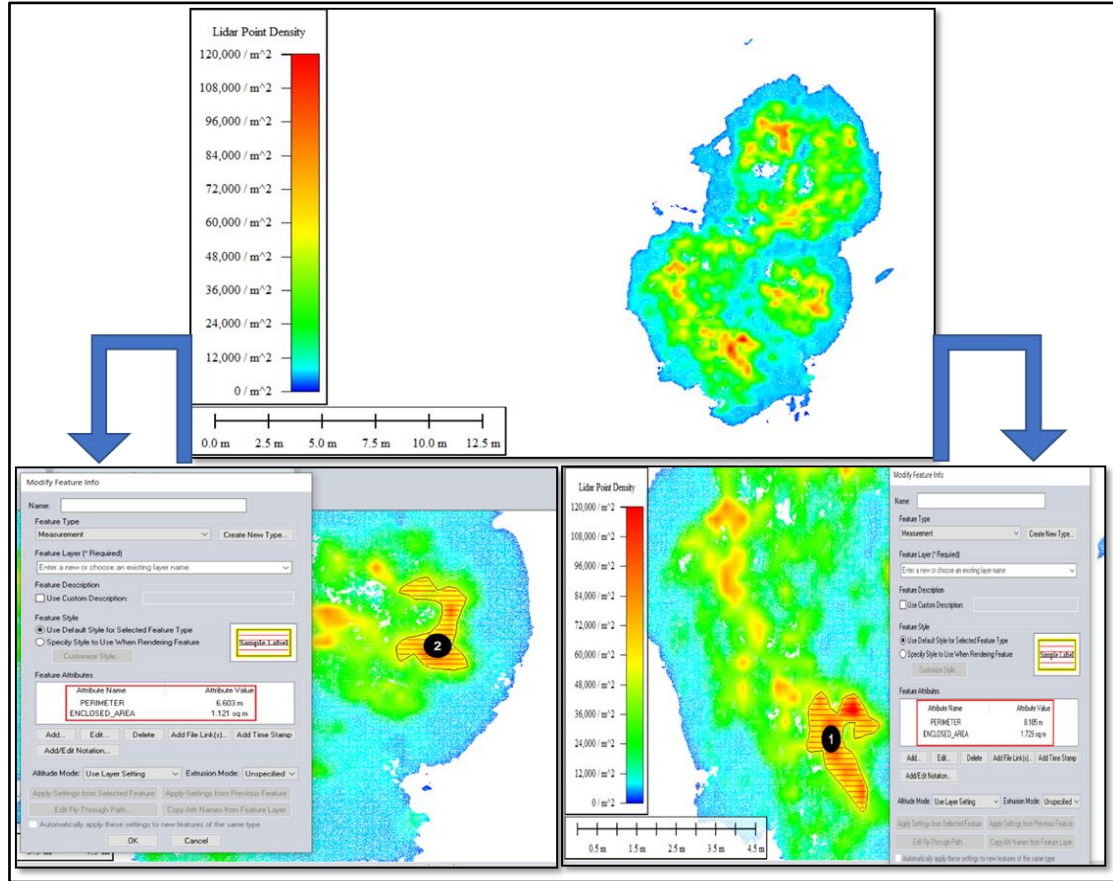 Lidar Point Density
120,000 / m^2
108,000 / m^2
96,000 / m^2
84,000 / m^2
72,000 / m^2
60,000 / m^2
48,000 / m^2
36,000 / m^2
24,000 / m^2
12,000 / m^2
0 / m^2
0.0 m 2.5 m 5.0 m 7.5 m 10.0 m 12.5 m
Modify Feature Info
Name:
Feature Type
Measurement Create New Type...
Feature Layer (* Required)
Enter a new or choose an existing layer name
Feature Description
Use Custom Description:
Feature Style
Use Default Style for Selected Feature Type
Specify Style to Use When Rendering Feature
Sample Label
Customize Style...
Feature Attributes
Attribute Name Attribute Value
PERIMETER 6.603 m
ENCLOSED_AREA 1.121 sq m
Add... Edit... Delete Add File Link(s)... Add Time Stamp
Add/Edit Notation...
Altitude Mode: Use Layer Setting Extrusion Mode: Unspecified
Apply Settings from Selected Feature Apply Settings from Previous Feature
Edit Fly-Through Path... Copy Attr Names from Feature Layer
Automatically apply these settings to new features of the same type
OK Cancel
2
Lidar Point Density
120,000 / m^2
108,000 / m^2
96,000 / m^2
84,000 / m^2
72,000 / m^2
60,000 / m^2
48,000 / m^2
36,000 / m^2
24,000 / m^2
12,000 / m^2
0 / m^2
0.5 m 1.5 m 2.5 m 3.5 m 4.5 m
1
Modify Feature Info
Name:
Feature Type
Measurement Create New Type...
Feature Layer (* Required)
Enter a new or choose an existing layer name
Feature Description
Use Custom Description:
Feature Style
Use Default Style for Selected Feature Type
Specify Style to Use When Rendering Feature
Sample Label
Customize Style...
Feature Attributes
Attribute Name Attribute Value
PERIMETER 8.185 m
ENCLOSED_AREA 1.729 sq m
Add... Edit... Delete Add File Link(s)... Add Time Stamp
Add/Edit Notation...
Altitude Mode: Use Layer Setting Extrusion Mode: Unspecified
Apply Settings from Selected Feature Apply Settings from Previous Feature
Edit Fly-Through Path... Copy Attr Names from Feature Layer
Automatically apply these settings to new features of the same type